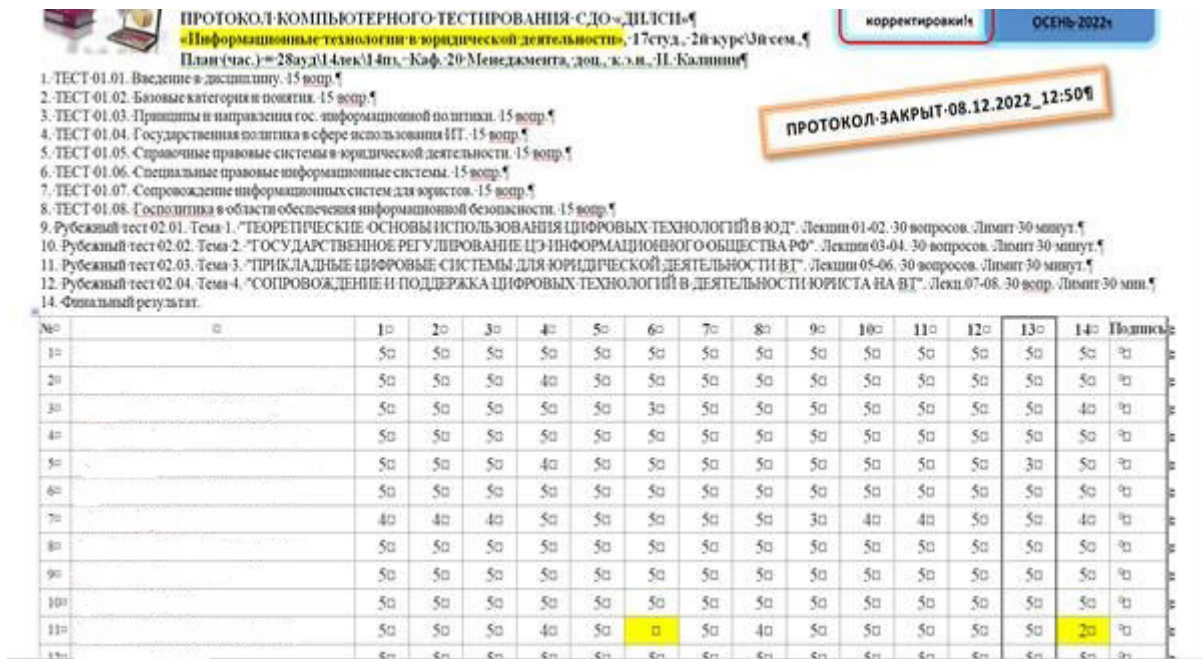 ПРОТОКОЛ КОМПЬЮТЕРНОГО ТЕСТИРОВАНИЯ СДО «ДИЛСИ»¶
«Информационные технологии в юридической деятельности», 17студ., 2й курс\3й сем.,¶
План (час.) = 28ауд\14лек\14пз, Каф. 20 Менеджмента, доц., к.э.н., П. Калинин¶
корректировки!
ОСЕНЬ-2022
ПРОТОКОЛ ЗАКРЫТ 08.12.2022_12:50¶
1. ТЕСТ 01.01. Введение в дисциплину. 15 вопр.¶
2. ТЕСТ 01.02. Базовые категория и понятия. 15 вопр.¶
3. ТЕСТ 01.03. Принципы и направления гос. информационной политики. 15 вопр.¶
4. ТЕСТ 01.04. Государственная политика в сфере использования ИТ. 15 вопр.¶
5. ТЕСТ 01.05. Справочные правовые системы в юридической деятельности. 15 вопр.¶
6. ТЕСТ 01.06. Специальные правовые информационные системы. 15 вопр.¶
7. ТЕСТ 01.07. Сопровождение информационных систем для юристов. 15 вопр.¶
8. ТЕСТ 01.08. Госполитика в области обеспечения информационной безопасности. 15 вопр.¶
9. Рубежный тест 02.01. Тема 1. "ТЕОРЕТИЧЕСКИЕ ОСНОВЫ ИСПОЛЬЗОВАНИЯ ЦИФРОВЫХ ТЕХНОЛОГИЙ В ЮД". Лекции 01-02. 30 вопросов. Лимит 30 минут.¶
10. Рубежный тест 02.02. Тема 2. "ГОСУДАРСТВЕННОЕ РЕГУЛИРОВАНИЕ ЦЭ ИНФОРМАЦИОННОГО ОБЩЕСТВА РФ". Лекции 03-04. 30 вопросов. Лимит 30 минут.¶
11. Рубежный тест 02.03. Тема 3. "ПРИКЛАДНЫЕ ЦИФРОВЫЕ СИСТЕМЫ ДЛЯ ЮРИДИЧЕСКОЙ ДЕЯТЕЛЬНОСТИ ВТ". Лекции 05-06. 30 вопросов. Лимит 30 минут.¶
12. Рубежный тест 02.04. Тема 4. "СОПРОВОЖДЕНИЕ И ПОДДЕРЖКА ЦИФРОВЫХ ТЕХНОЛОГИЙ В ДЕЯТЕЛЬНОСТИ ЮРИСТА НА ВТ". Лекц.07-08. 30 вопр. Лимит 30 мин.¶
14. Финальный результат.
№ 1 2 3 4 5 6 7 8 9 10 11 12 13 14 Подпись
1 5 5 5 5 5 5 5 5 5 5 5 5 5 5
2 5 5 5 4 5 5 5 5 5 5 5 5 5 5
3 5 5 5 5 5 3 5 5 5 5 5 5 5 4
4 5 5 5 5 5 5 5 5 5 5 5 5 5 5
5 5 5 5 4 5 5 5 5 5 5 5 5 3 5
6 5 5 5 5 5 5 5 5 5 5 5 5 5 5
7 4 4 4 5 5 5 5 5 3 4 4 5 5 4
8 5 5 5 5 5 5 5 5 5 5 5 5 5 5
9 5 5 5 5 5 5 5 5 5 5 5 5 5 5
10 5 5 5 5 5 5 5 5 5 5 5 5 5 5
11 5 5 5 4 5 5 4 5 5 5 5 5 2
12 5 5 5 5 5 5 5 5 5 5 5 5 5 5